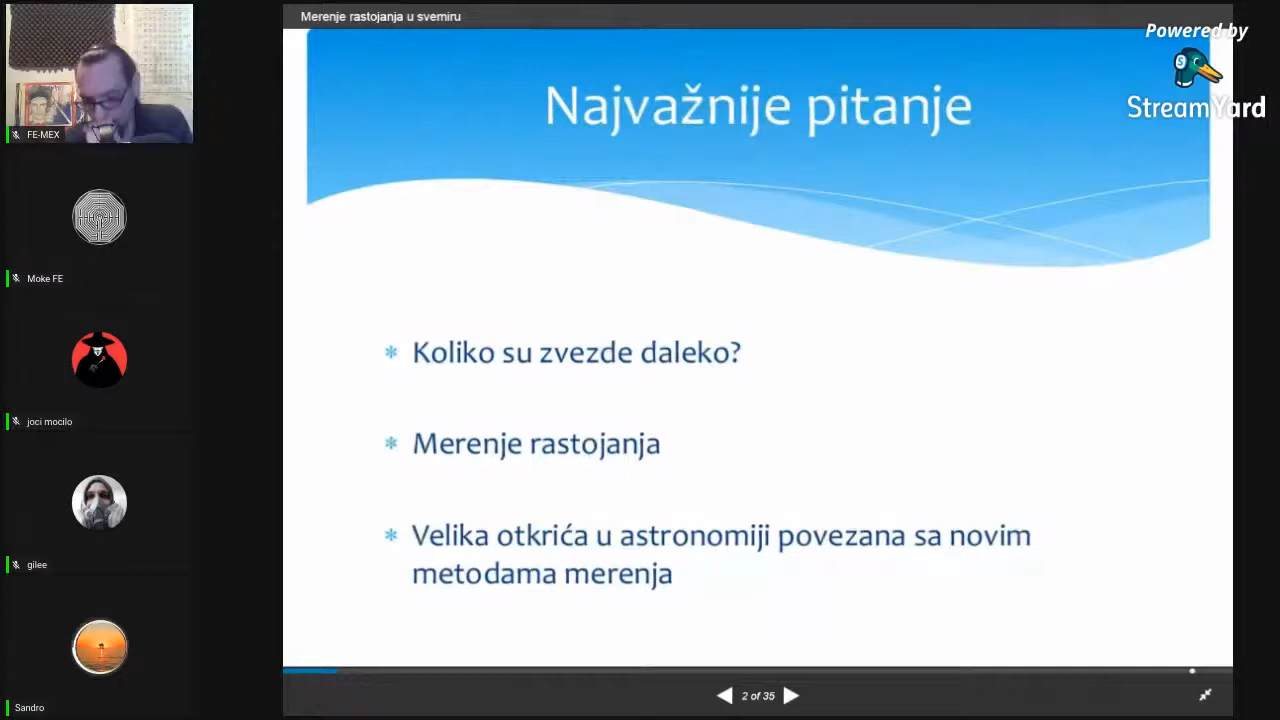 Merenje rastojanja u svemiru
Powered by
StreamYard
Najvažnije pitanje
Koliko su zvezde daleko?
Merenje rastojanja
Velika otkrića u astronomiji povezana sa novim
metodama merenja
2 of 35
FE-MEX
Moke FE
joci mocilo
gilee
Sandro